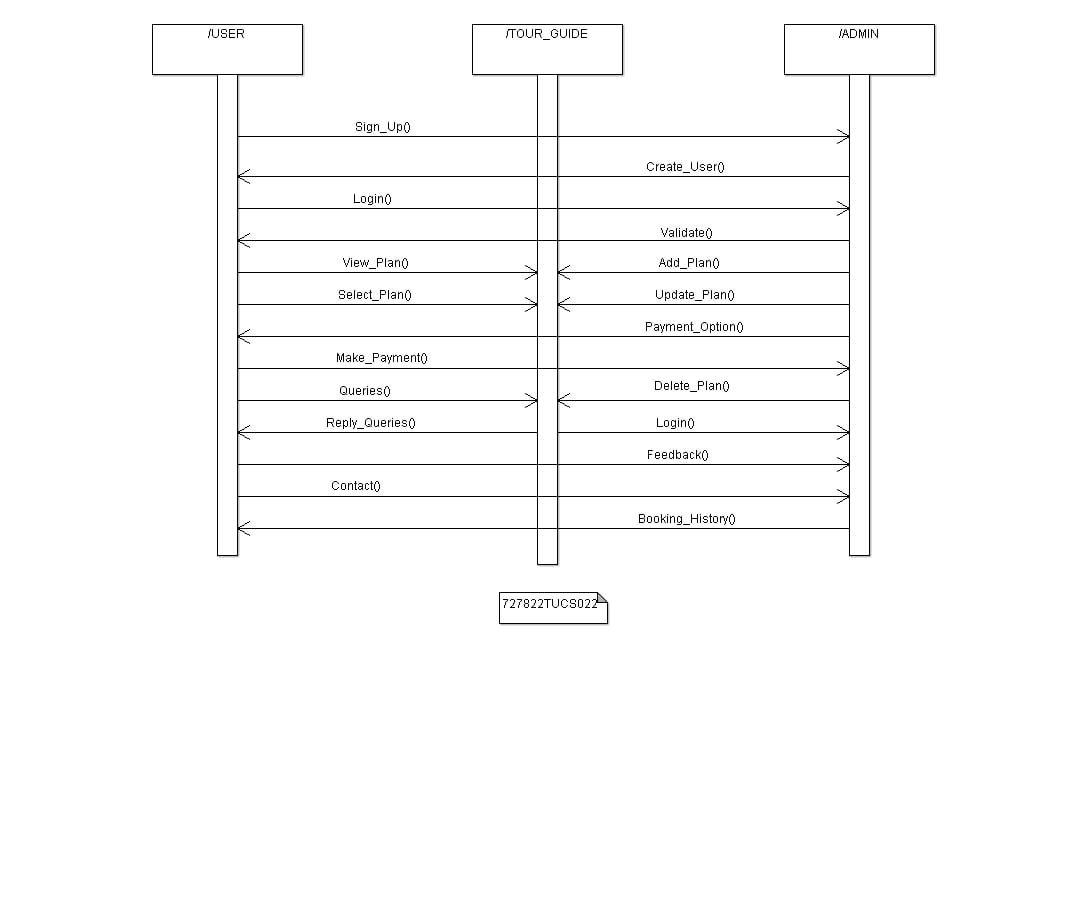 /USER
/TOUR_GUIDE
/ADMIN
Sign_Up()
Create_User()
Login()
Validate()
View_Plan()
Add_Plan()
Select_Plan()
Update_Plan()
Payment_Option()
Make_Payment()
Delete_Plan()
Queries()
Reply_Queries()
Login()
Feedback()
Contact()
Booking_History()
727822TUCS022